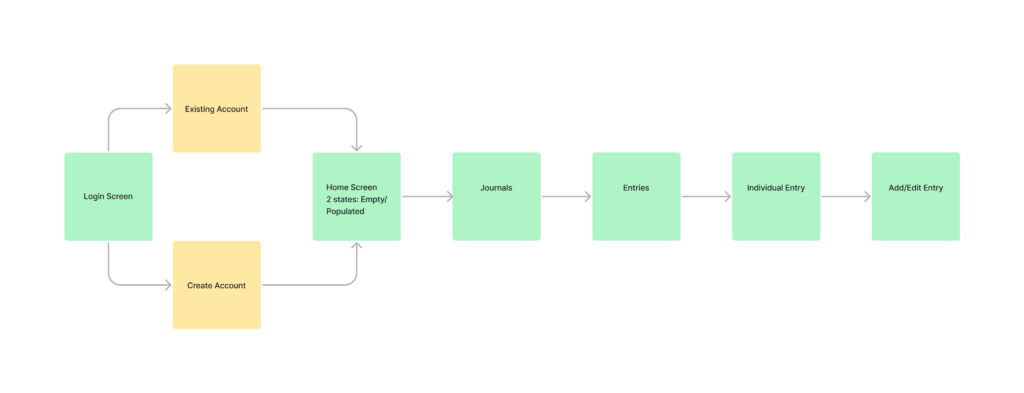 Existing Account
Login Screen
Home Screen
2 states: Empty/
Populated
Journals
Entries
Individual Entry
Add/Edit Entry
Create Account